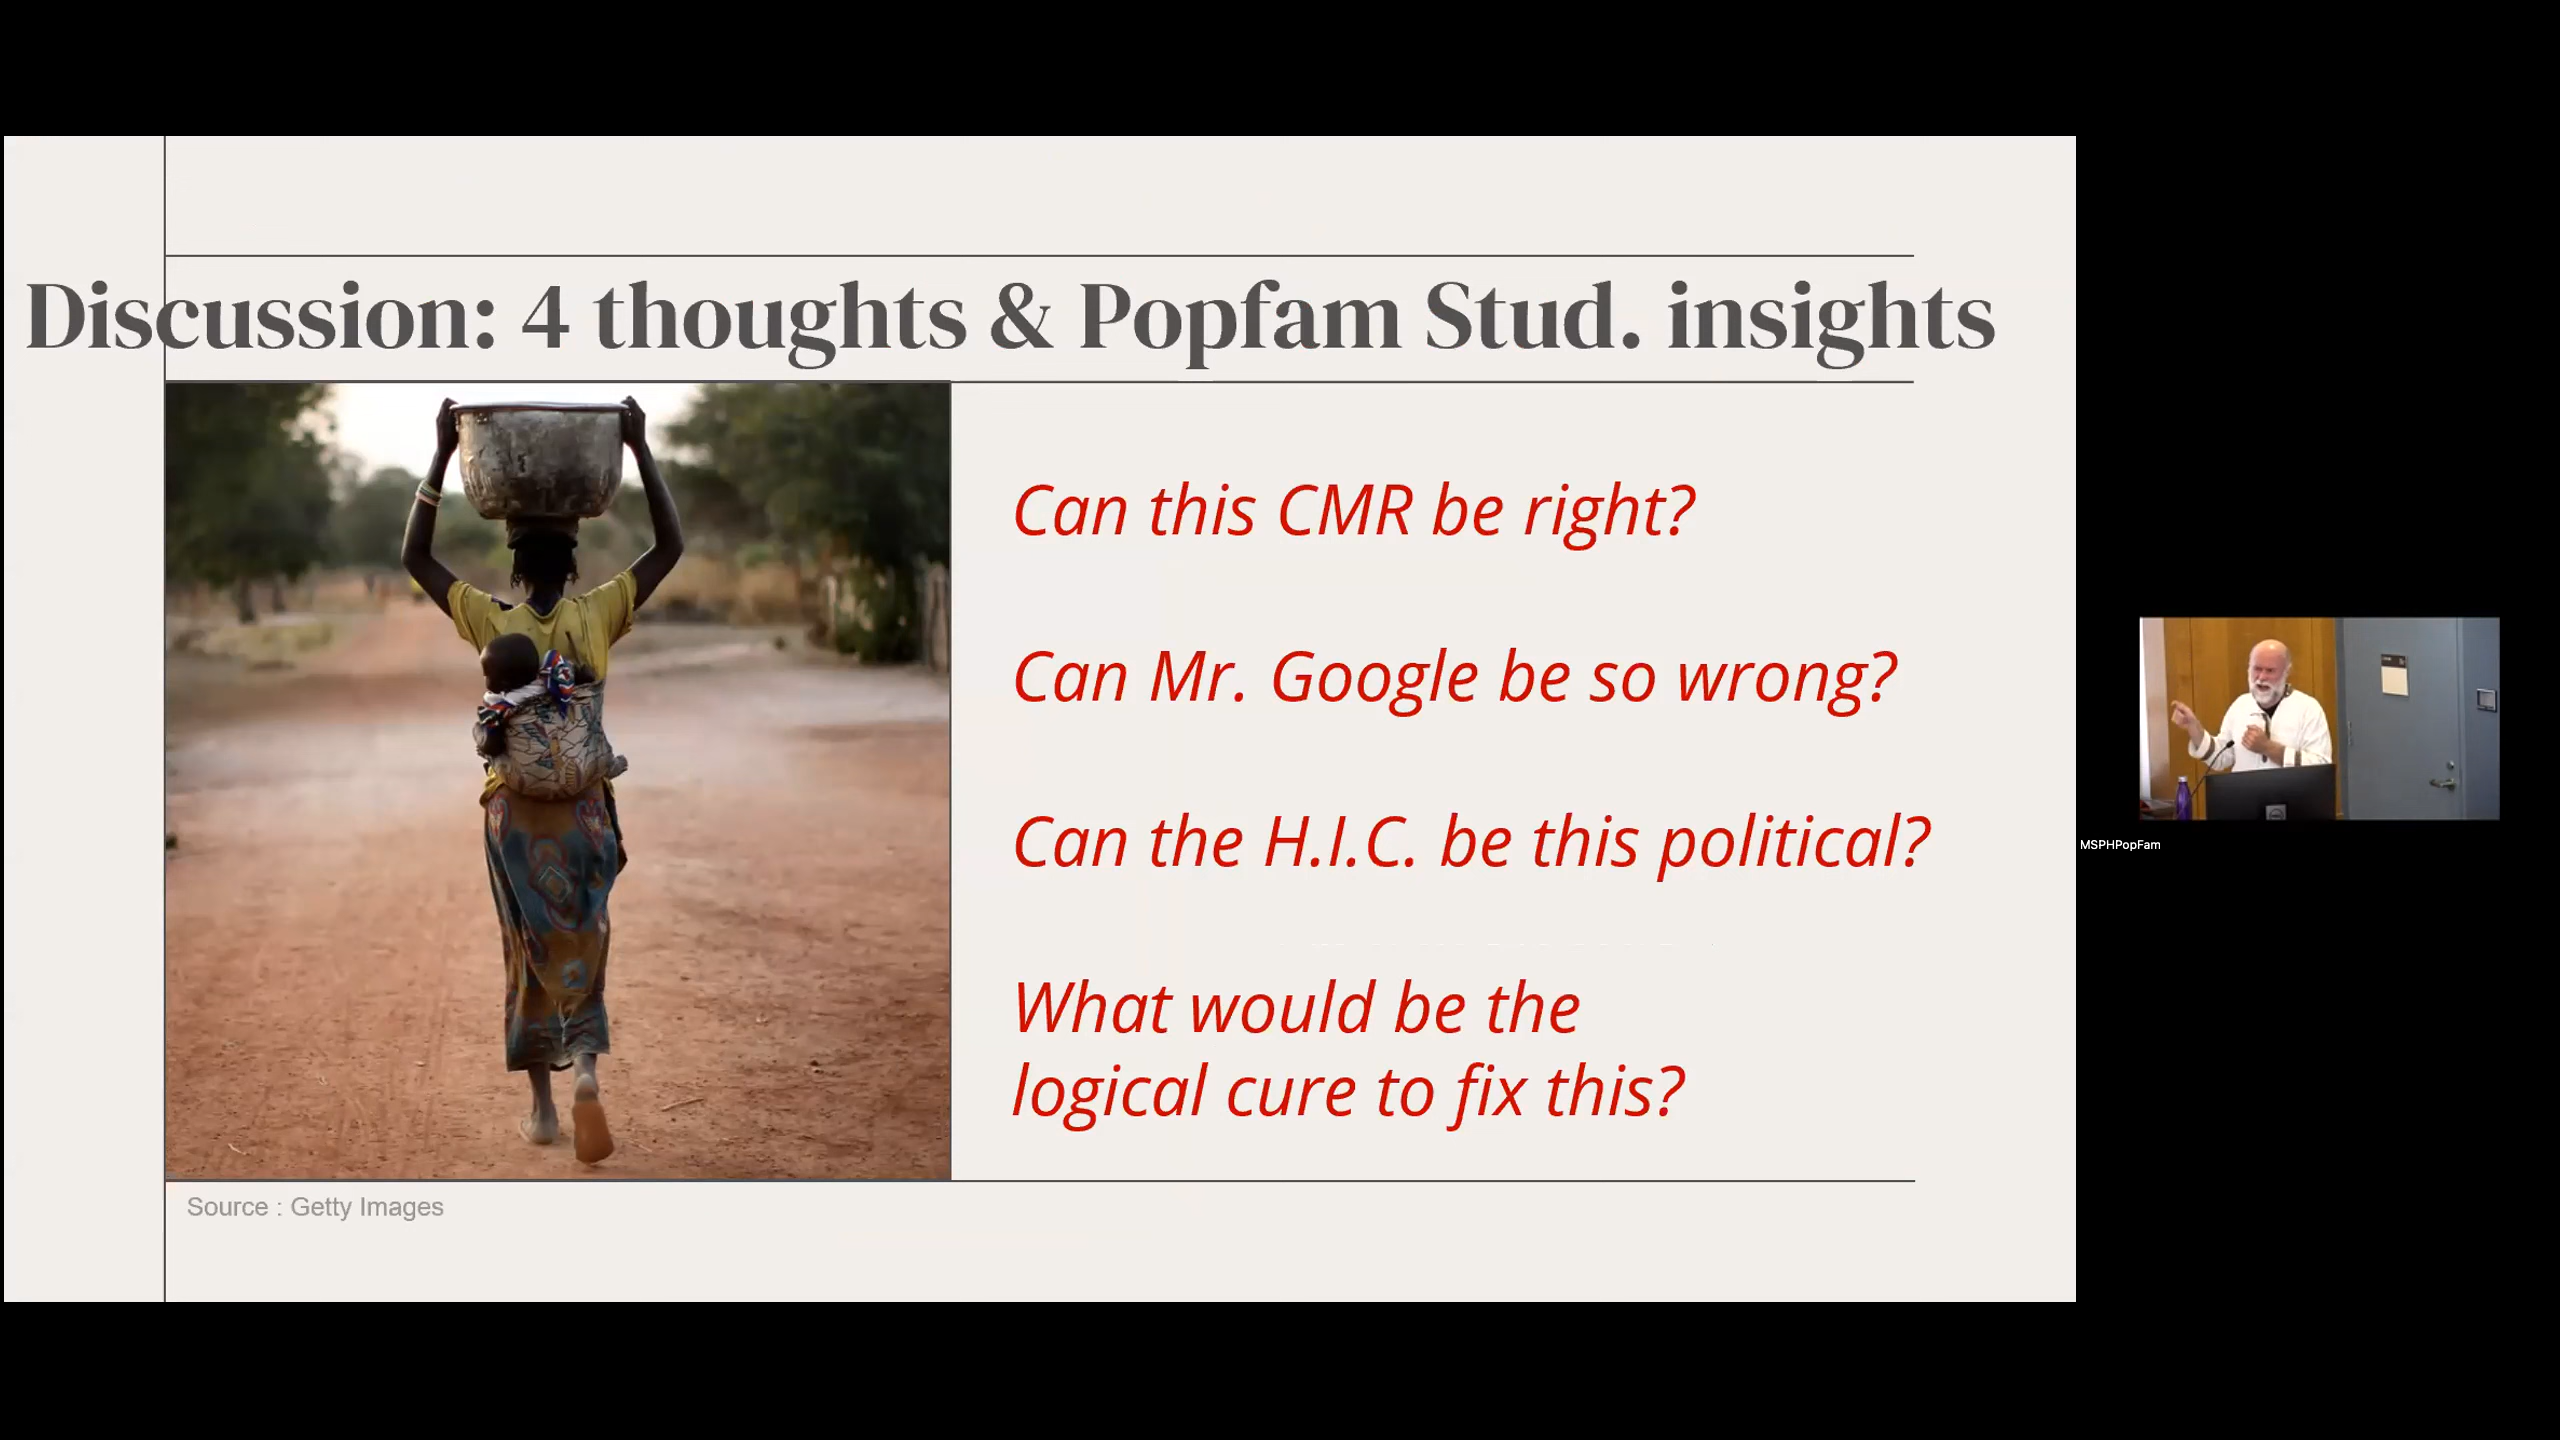 Discussion: 4 thoughts & Popfam Stud. insights
Can this CMR be right?
Can Mr. Google be so wrong?
Can the H.I.C. be this political?
What would be the
logical cure to fix this?
Source : Getty Images
MSPHPopFam